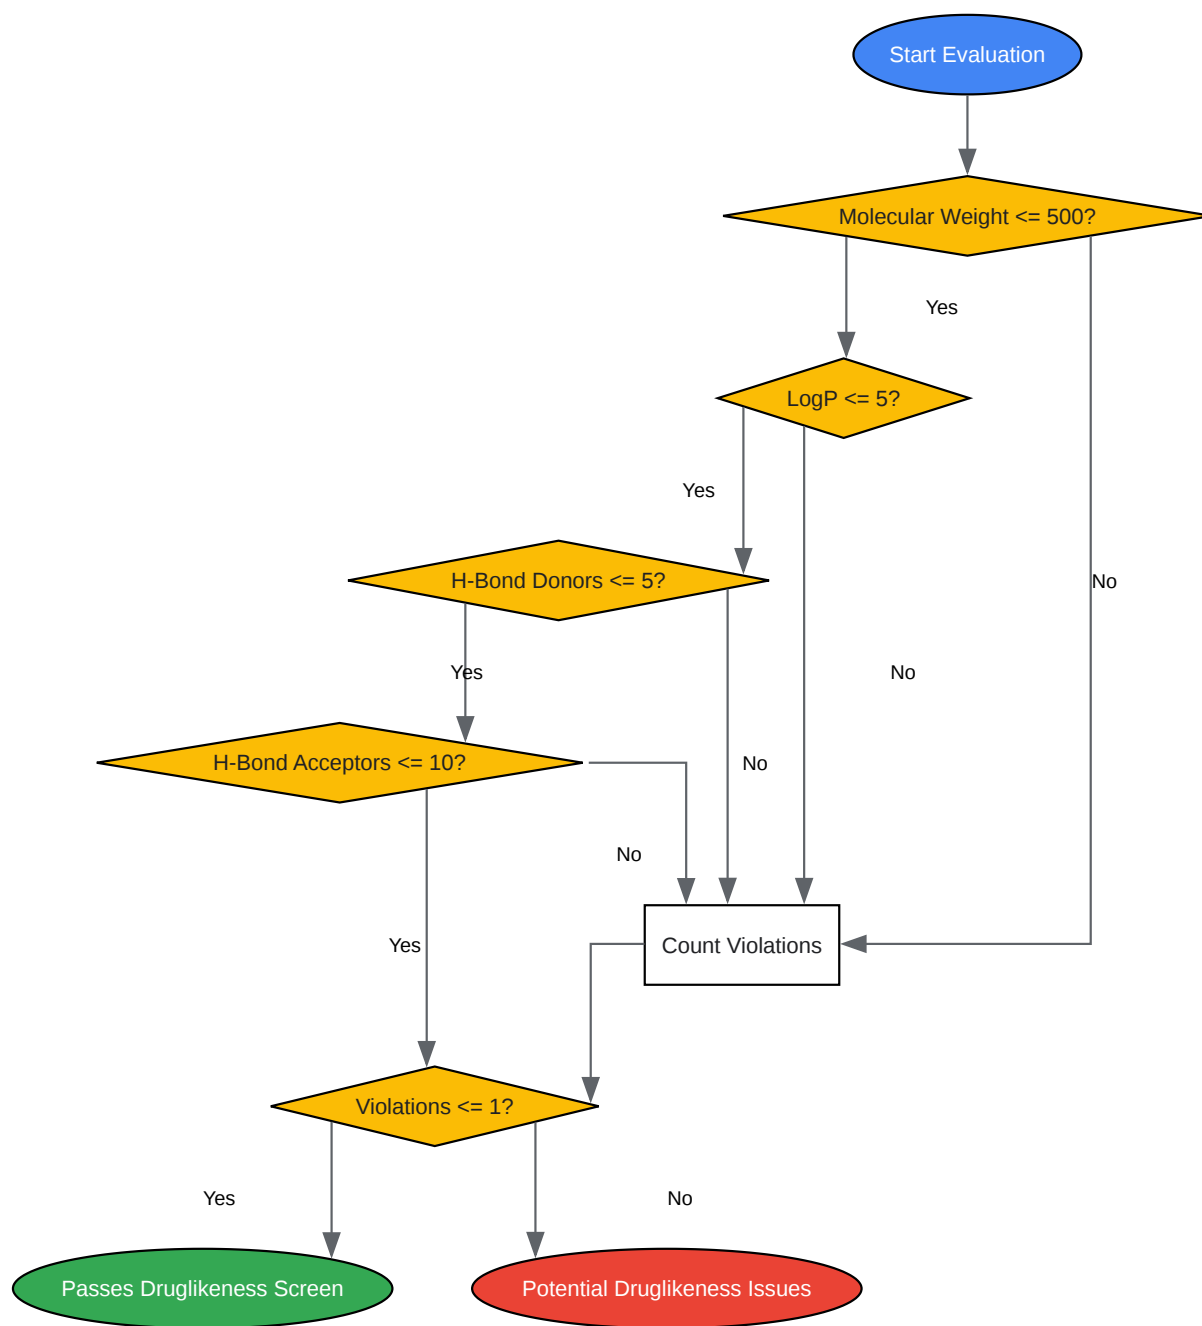 Start Evaluation
Molecular Weight <= 500?
Yes
LogP <= 5?
Yes
H-Bond Donors <= 5?
No
Yes
No
H-Bond Acceptors <= 10?
No
No
Yes
Count Violations
Violations <= 1?
Yes
No
Passes Druglikeness Screen
Potential Druglikeness Issues